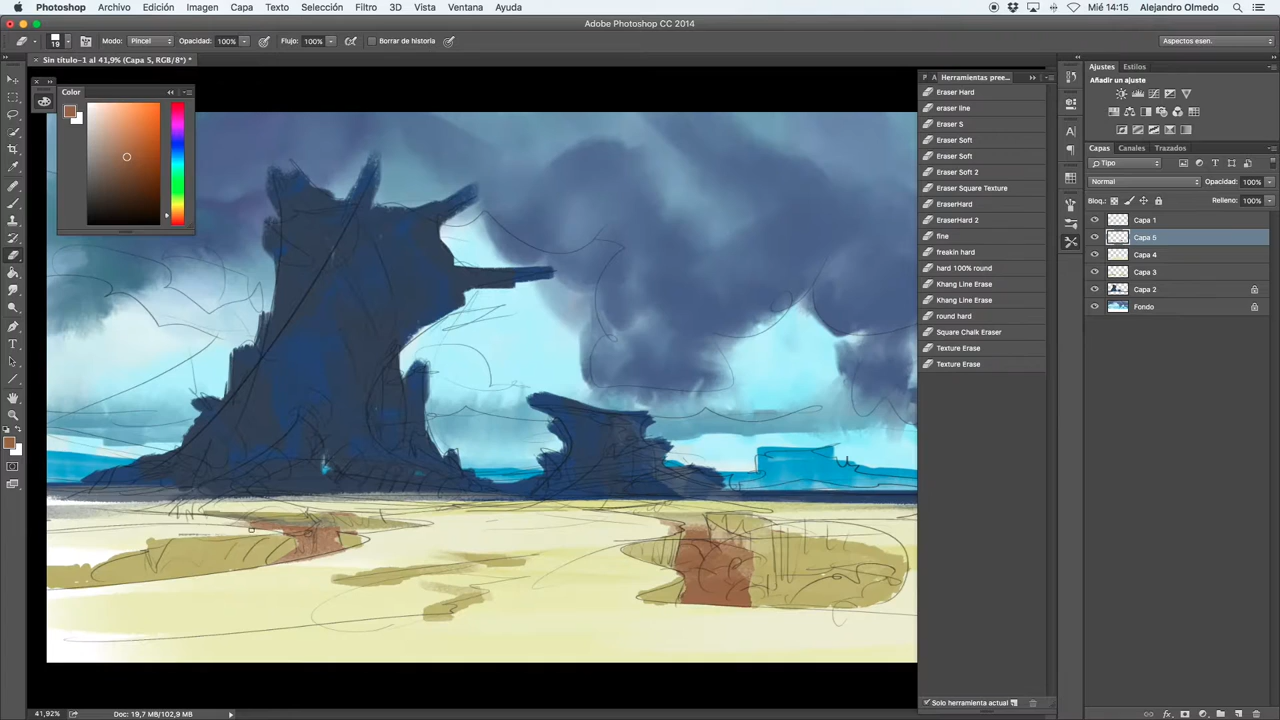 Photoshop Archivo Edición Imagen Capa Texto Selección Filtro 3D Vista Ventana Ayuda Mié 14:15 Alejandro Olmedo
Adobe Photoshop CC 2014
19 Modo: Pincel Opacidad: 100% Flujo: 100% Borrar de historia Aspectos esen.
Sin título-1 al 41,9% (Capa 5, RGB/8*) *
Color
Herramientas pree...
Eraser Hard
eraser line
Eraser S
Eraser Soft
Eraser Soft
Eraser Soft 2
Eraser Square Texture
EraserHard
EraserHard 2
fine
freakin hard
hard 100% round
Khang Line Erase
Khang Line Erase
round hard
Square Chalk Eraser
Texture Erase
Texture Erase
Solo herramienta actual
Ajustes Estilos
Añadir un ajuste
Capas Canales Trazados
Tipo
Normal Opacidad: 100%
Bloq.: Relleno: 100%
Capa 1
Capa 5
Capa 4
Capa 3
Capa 2
Fondo
41,92% Doc: 19,7 MB/102,9 MB